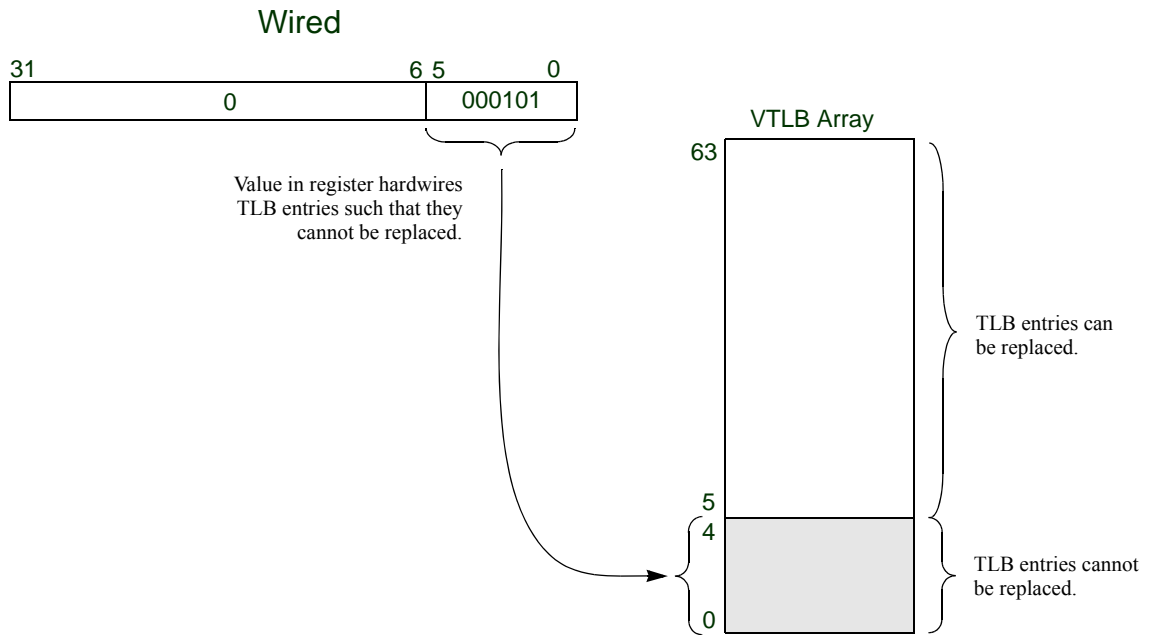 Wired
31 6 5 0
0 000101
Value in register hardwires
TLB entries such that they
cannot be replaced.
VTLB Array
63
TLB entries can
be replaced.
5
4
TLB entries cannot
be replaced.
0